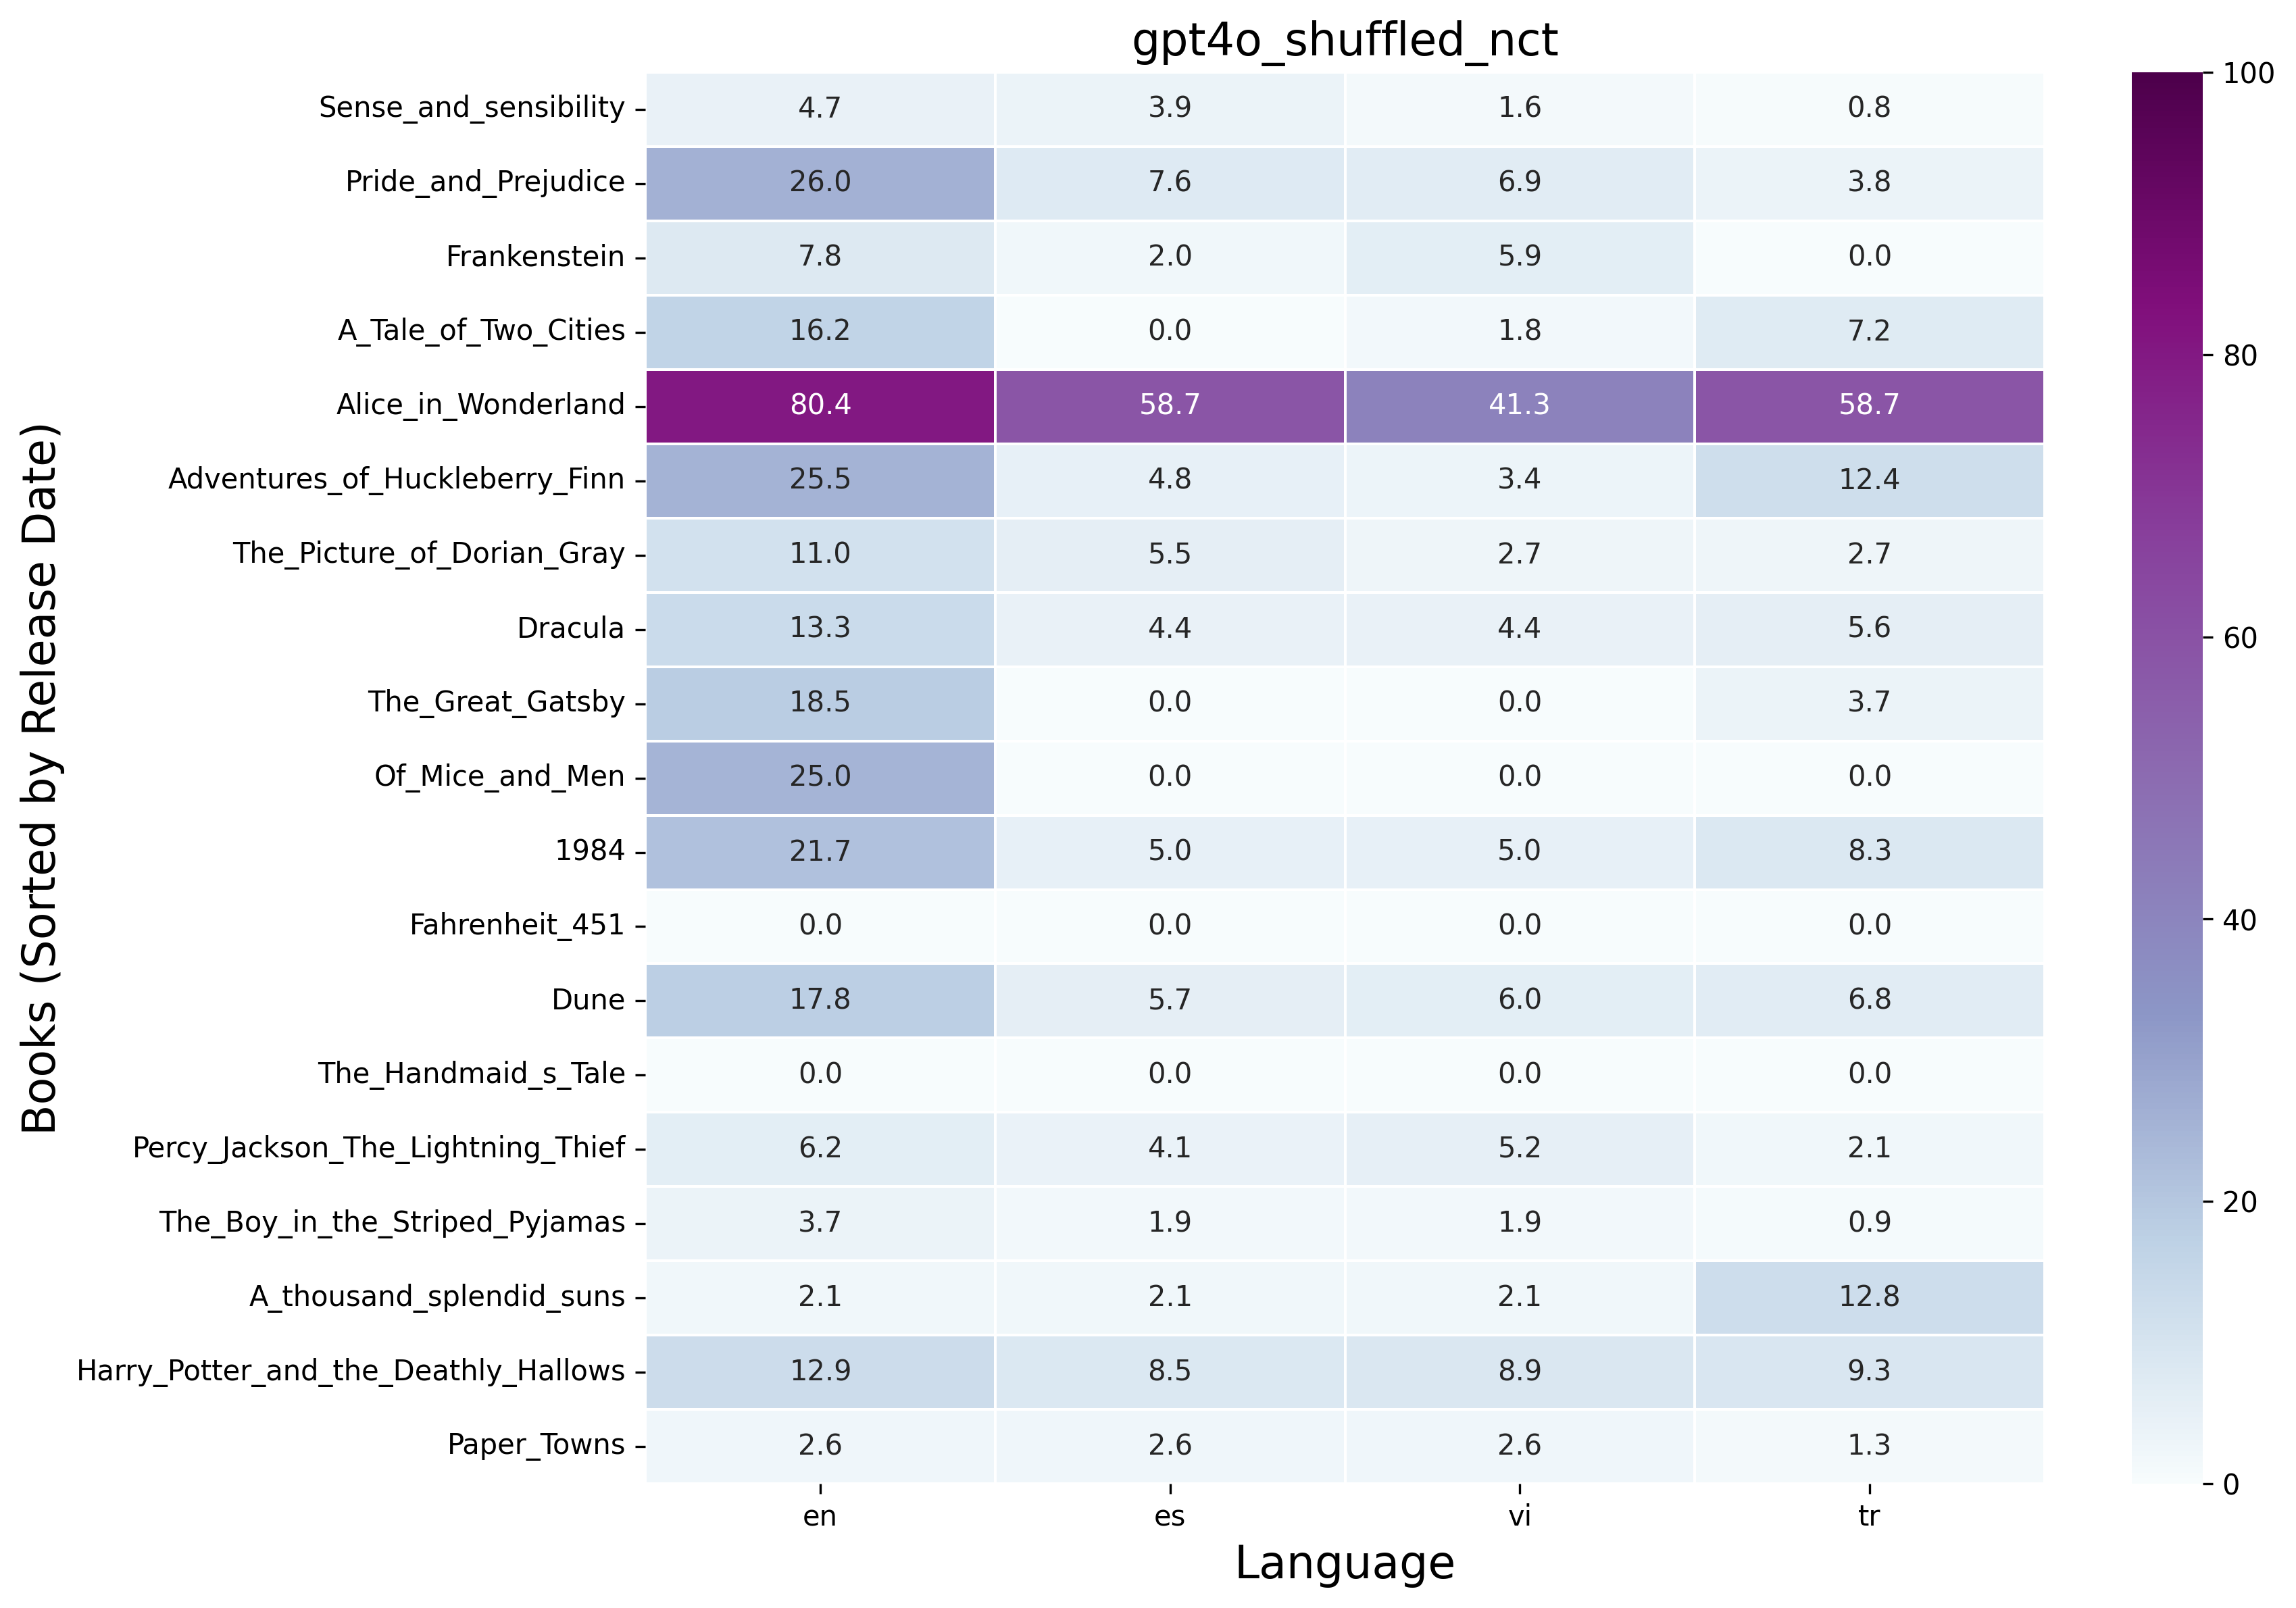 gpt4o_shuffled_nct
Books (Sorted by Release Date)
Sense_and_sensibility 4.7 3.9 1.6 0.8
Pride_and_Prejudice 26.0 7.6 6.9 3.8
Frankenstein 7.8 2.0 5.9 0.0
A_Tale_of_Two_Cities 16.2 0.0 1.8 7.2
Alice_in_Wonderland 80.4 58.7 41.3 58.7
Adventures_of_Huckleberry_Finn 25.5 4.8 3.4 12.4
The_Picture_of_Dorian_Gray 11.0 5.5 2.7 2.7
Dracula 13.3 4.4 4.4 5.6
The_Great_Gatsby 18.5 0.0 0.0 3.7
Of_Mice_and_Men 25.0 0.0 0.0 0.0
1984 21.7 5.0 5.0 8.3
Fahrenheit_451 0.0 0.0 0.0 0.0
Dune 17.8 5.7 6.0 6.8
The_Handmaid_s_Tale 0.0 0.0 0.0 0.0
Percy_Jackson_The_Lightning_Thief 6.2 4.1 5.2 2.1
The_Boy_in_the_Striped_Pyjamas 3.7 1.9 1.9 0.9
A_thousand_splendid_suns 2.1 2.1 2.1 12.8
Harry_Potter_and_the_Deathly_Hallows 12.9 8.5 8.9 9.3
Paper_Towns 2.6 2.6 2.6 1.3
en es vi tr
Language
100
80
60
40
20
0